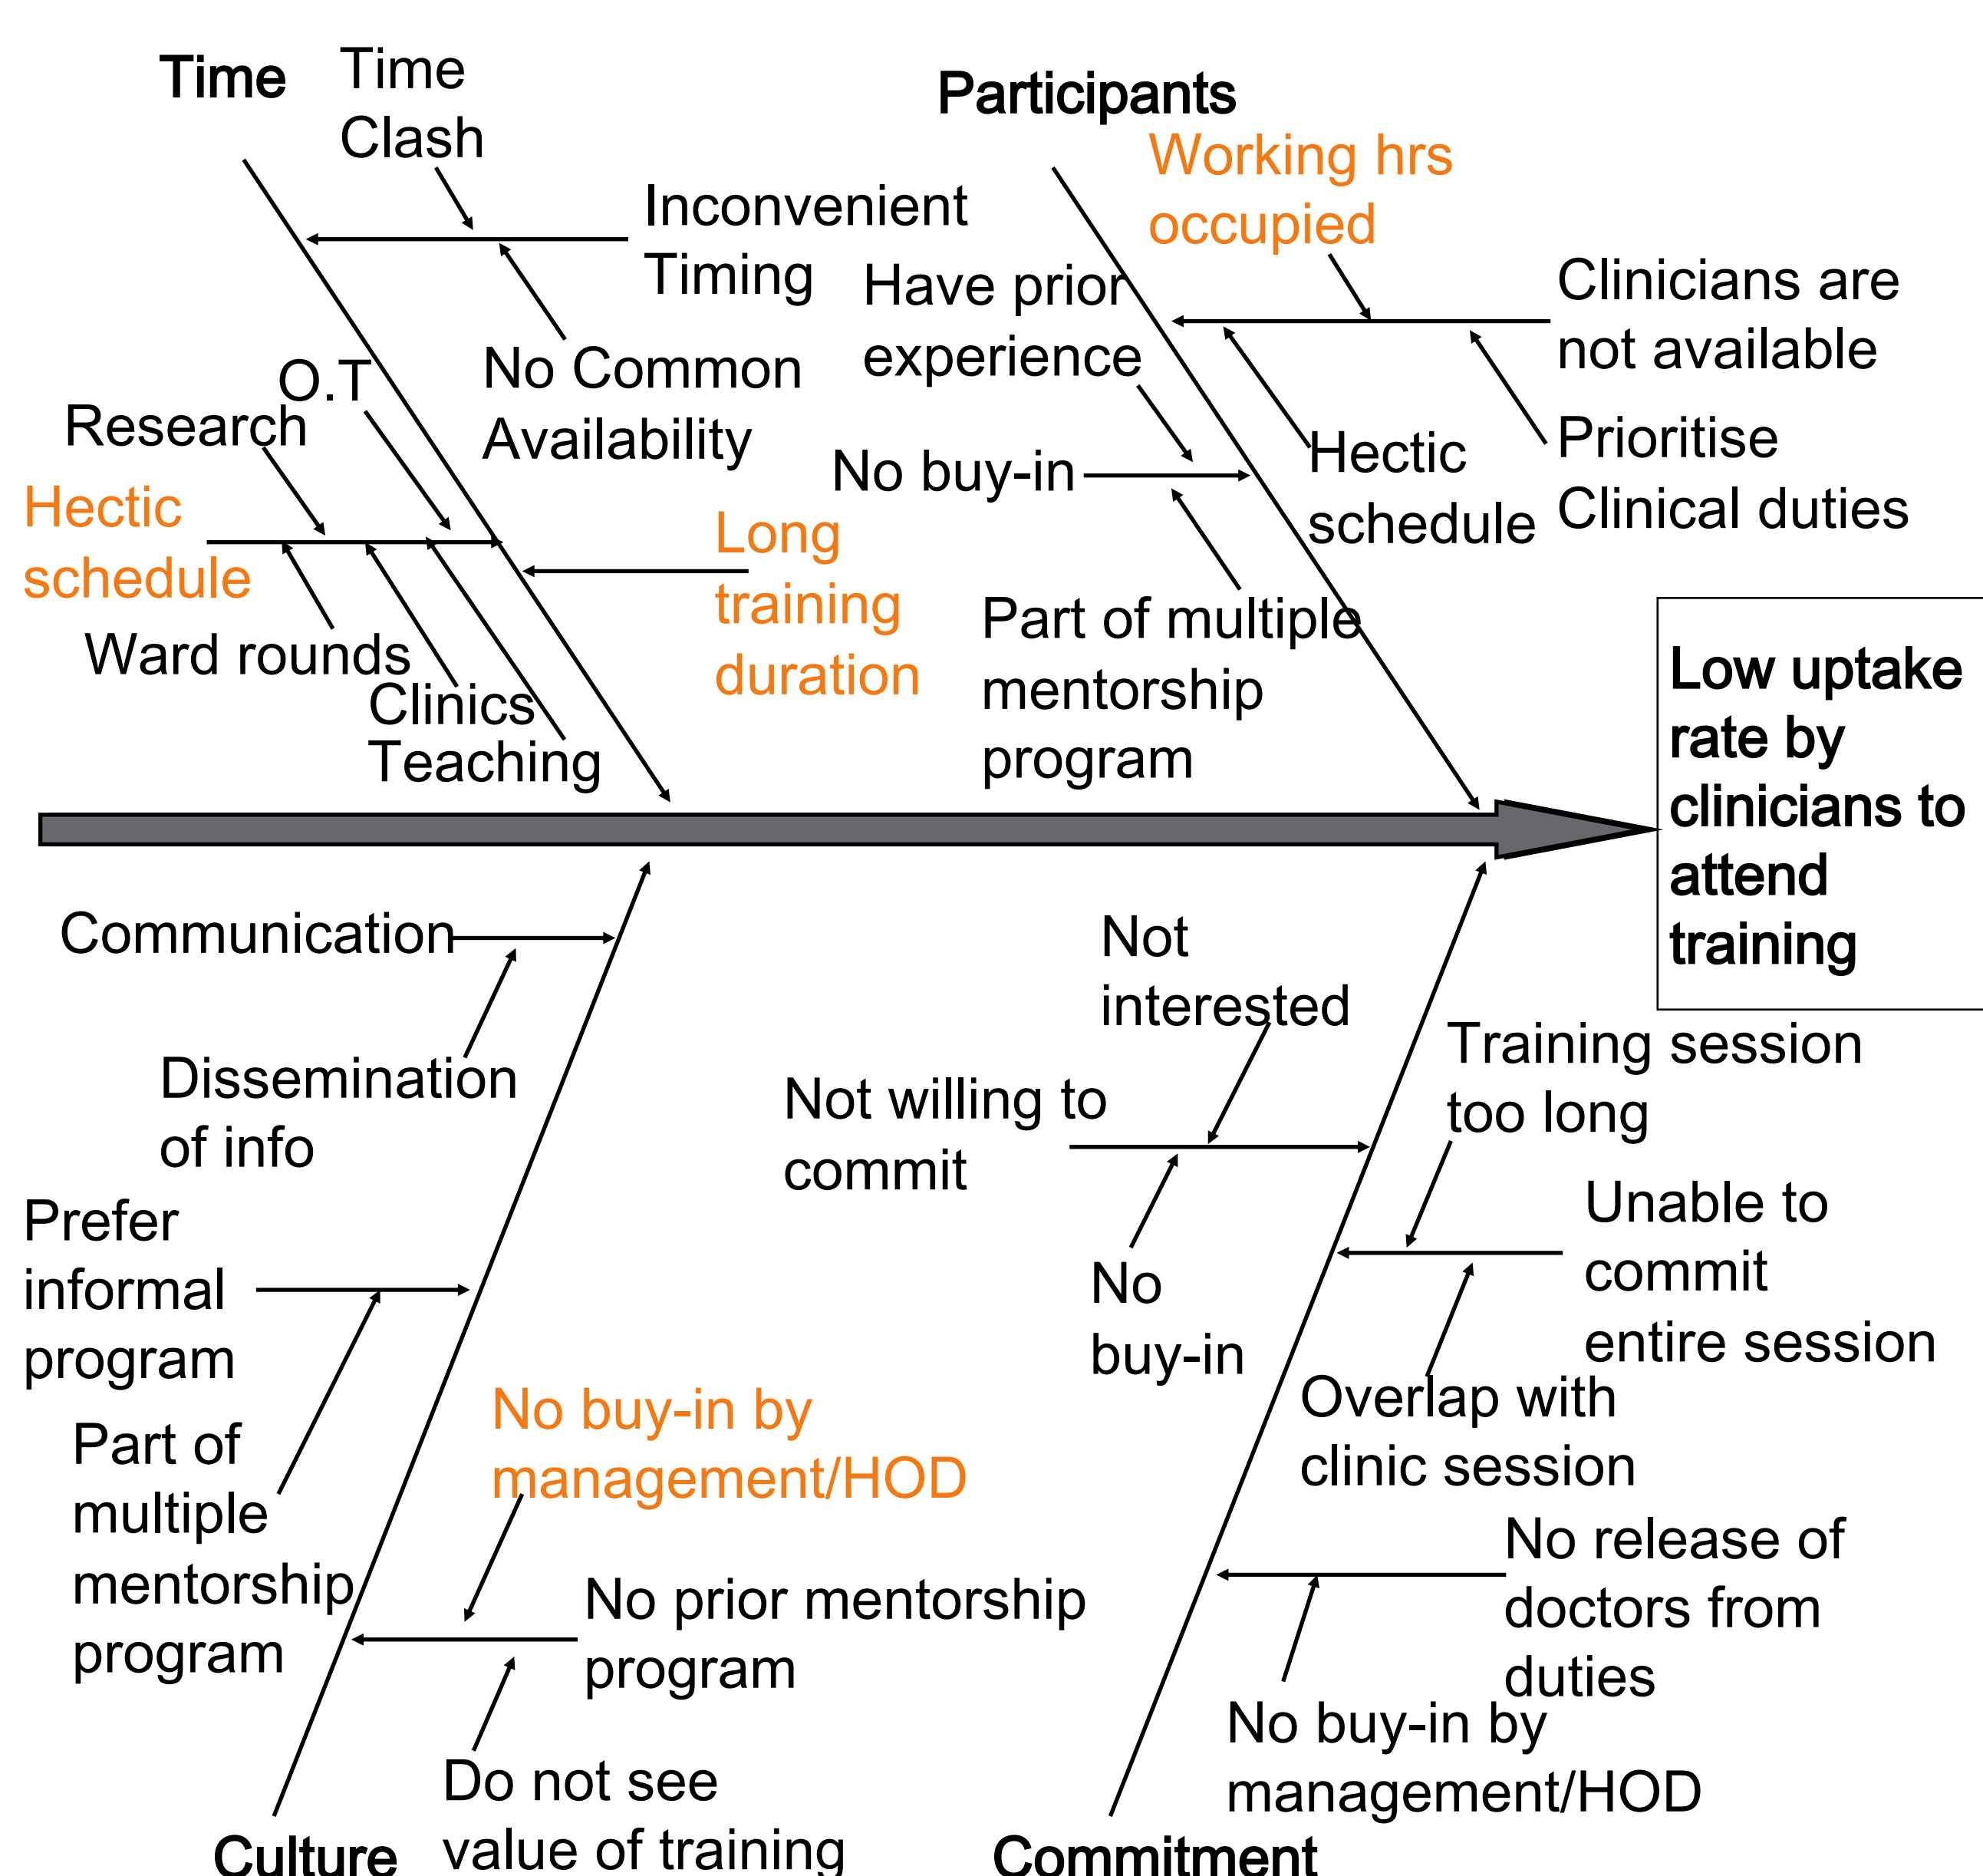 Time
Time
Clash
Inconvenient
Timing
No Common
Availability
O.T
Research
Hectic
schedule
Ward rounds
Clinics
Teaching
Long
training
duration
Participants
Working hrs
occupied
Clinicians are
not available
Prioritise
Clinical duties
Hectic
schedule
Have prior
experience
No buy-in
Part of multiple
mentorship
program
Low uptake
rate by
clinicians to
attend
training
Communication
Dissemination
of info
Prefer
informal
program
Part of
multiple
mentorship
program
No buy-in by
management/HOD
No prior mentorship
program
Do not see
value of training
Culture
Not
interested
Not willing to
commit
No
buy-in
Training session
too long
Unable to
commit
entire session
Overlap with
clinic session
No release of
doctors from
duties
No buy-in by
management/HOD
Commitment